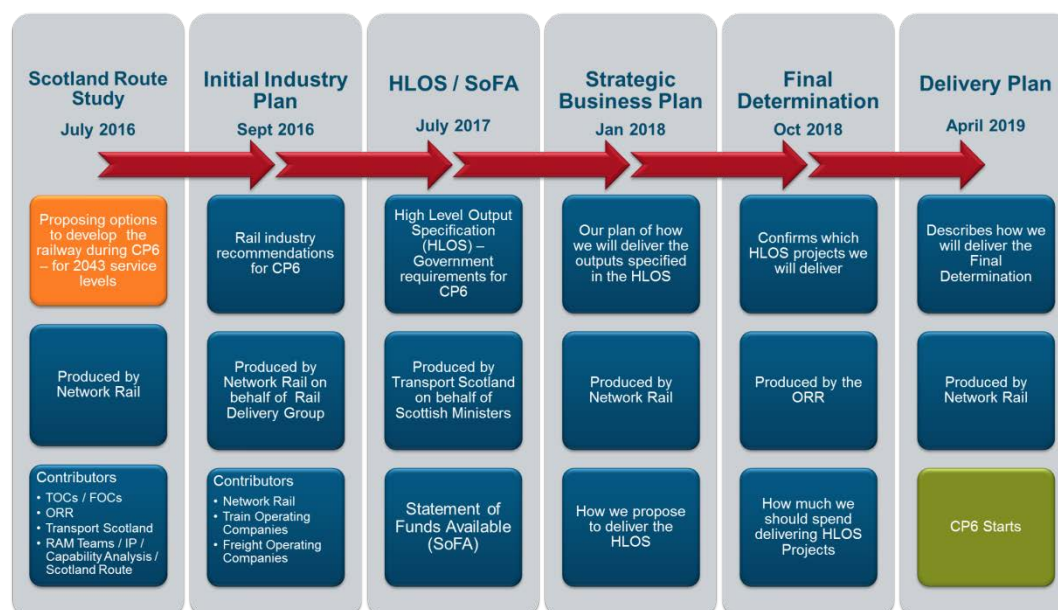 Scotland Route
Study
July 2016
Proposing options
to develop the
railway during CP6
– for 2043 service
levels
Produced by
Network Rail
Contributors
• TOCs / FOCs
• ORR
• Transport Scotland
• RAM Teams / IP /
Capability Analysis /
Scotland Route
Initial Industry
Plan
Sept 2016
Rail industry
recommendations
for CP6
Produced by
Network Rail on
behalf of Rail
Delivery Group
Contributors
• Network Rail
• Train Operating
Companies
• Freight Operating
Companies
HLOS / SoFA
July 2017
High Level Output
Specification
(HLOS) –
Government
requirements for
CP6
Produced by
Transport Scotland
on behalf of
Scottish Ministers
Statement of
Funds Available
(SoFA)
Strategic
Business Plan
Jan 2018
Our plan of how
we will deliver the
outputs specified
in the HLOS
Produced by
Network Rail
How we propose
to deliver the
HLOS
Final
Determination
Oct 2018
Confirms which
HLOS projects we
will deliver
Produced by the
ORR
How much we
should spend
delivering HLOS
Projects
Delivery Plan
April 2019
Describes how we
will deliver the
Final
Determination
Produced by
Network Rail
CP6 Starts